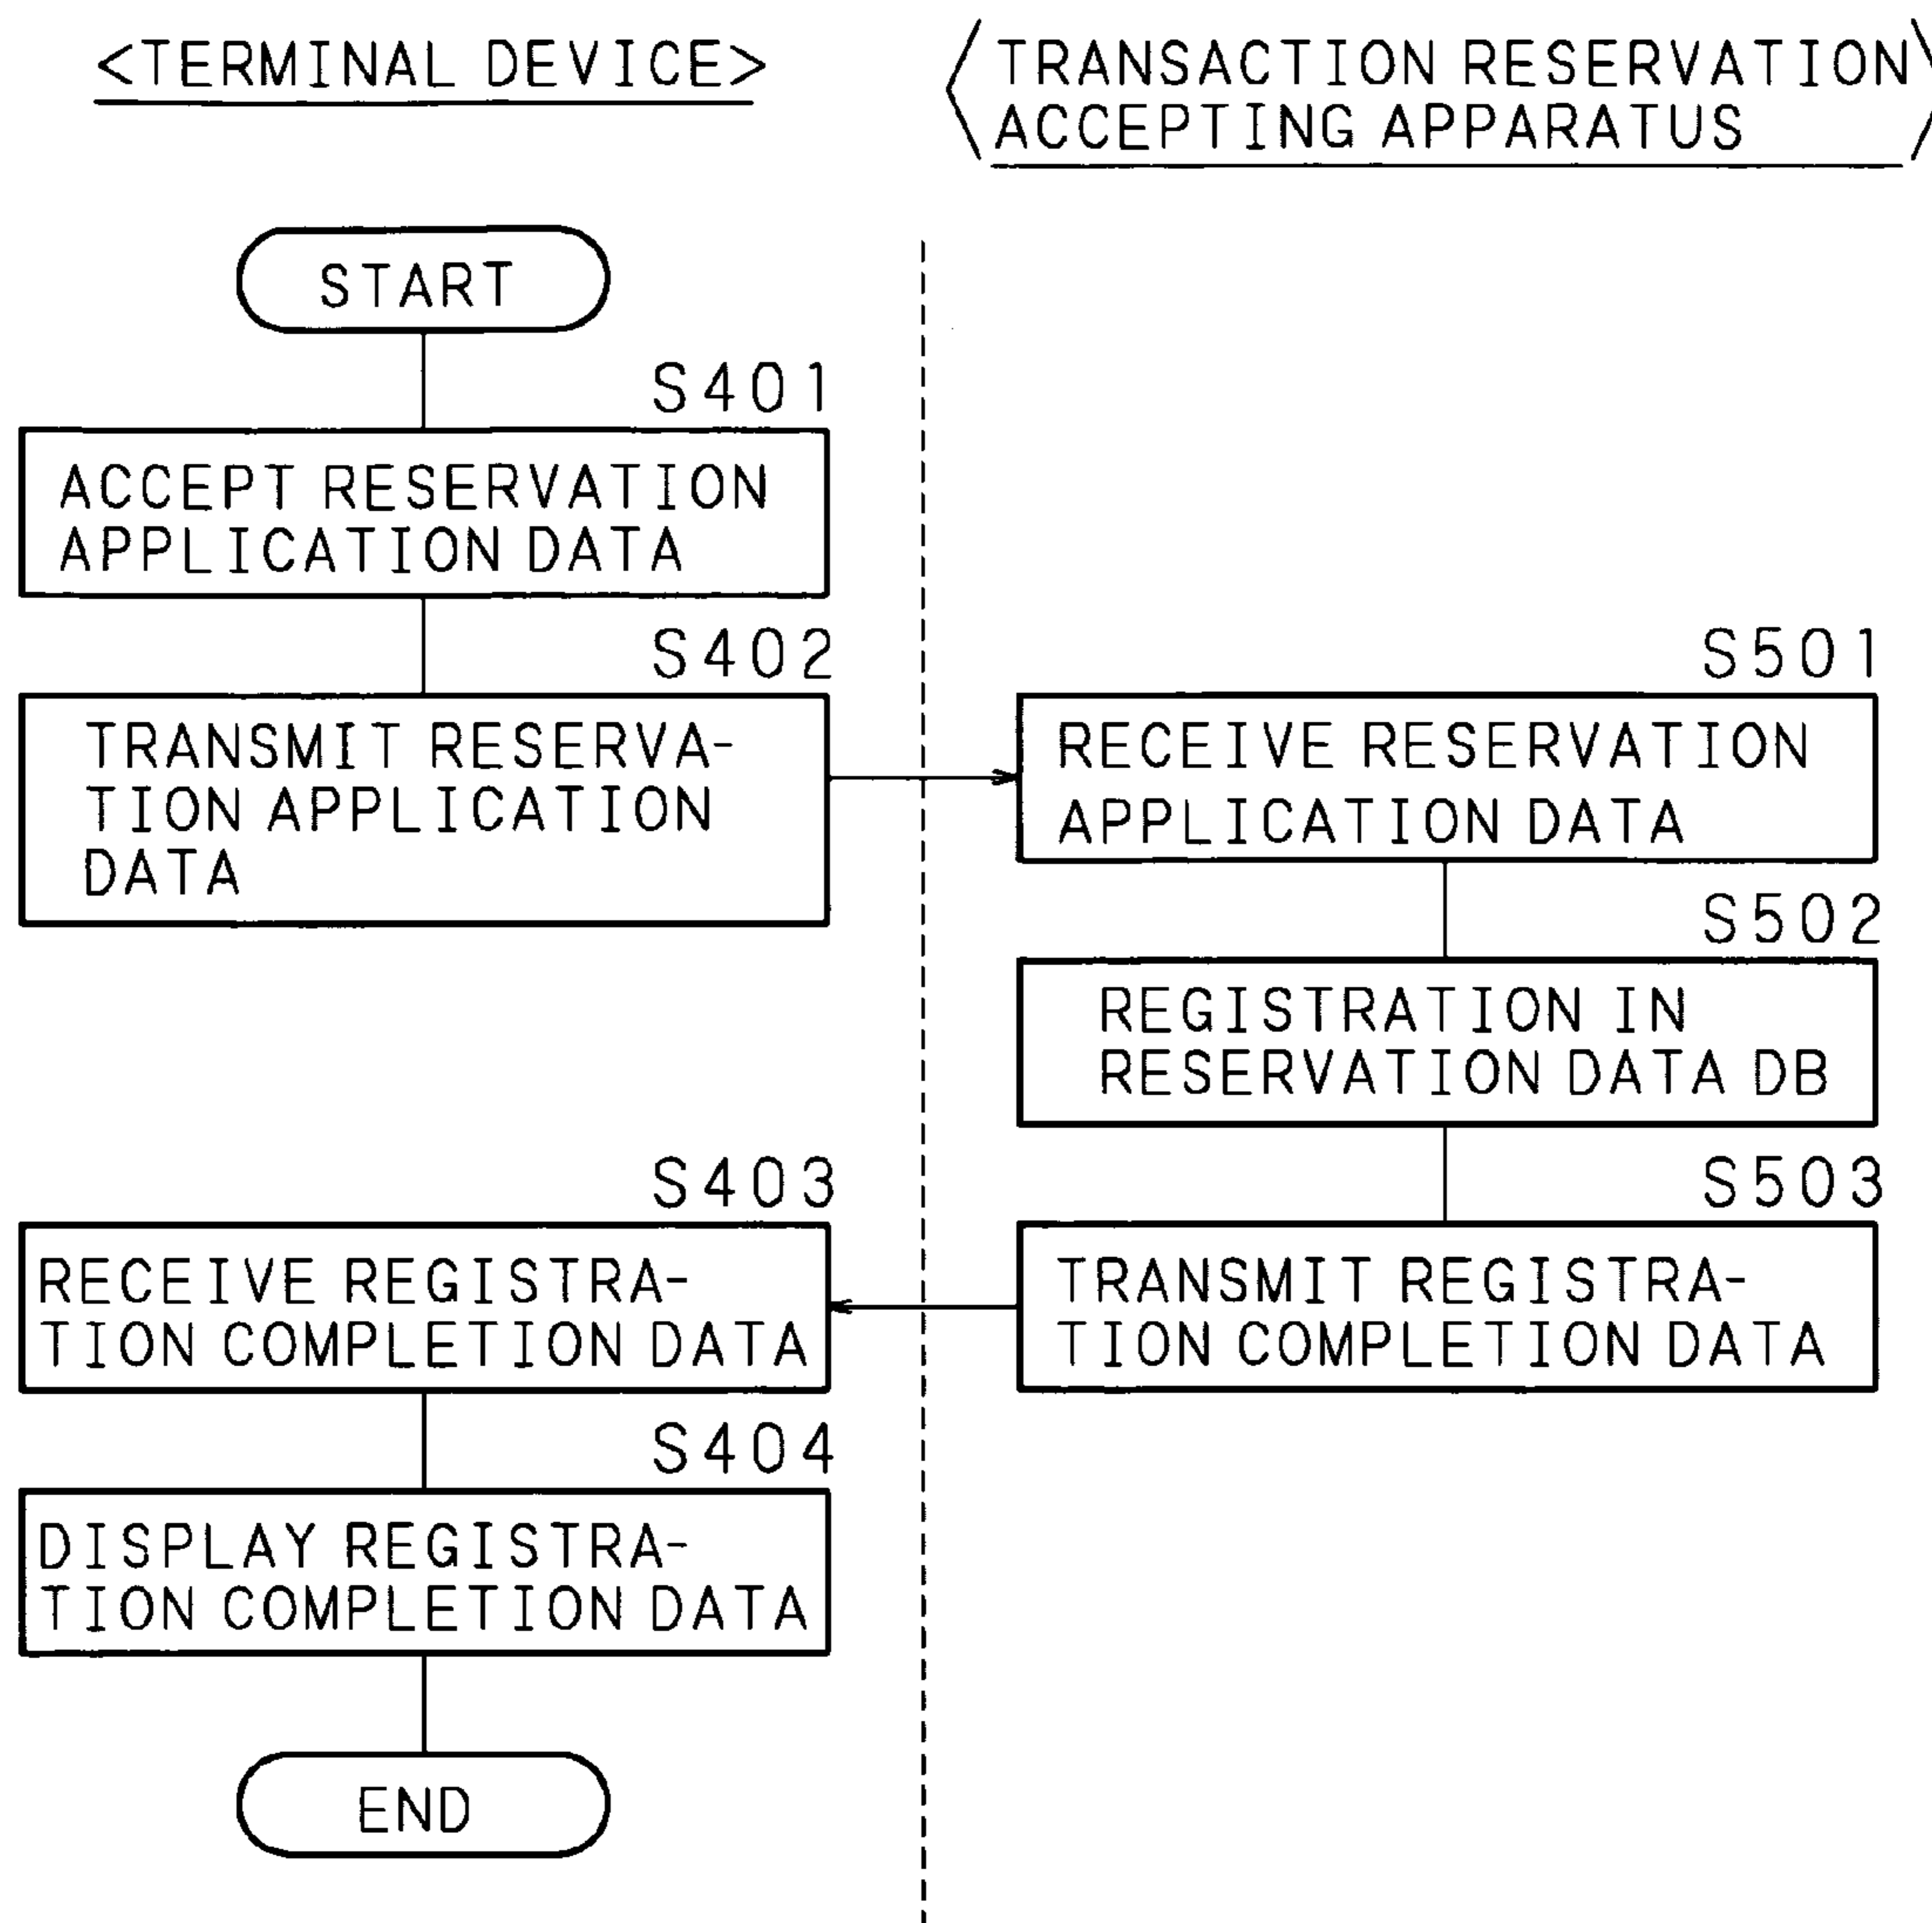 <TERMINAL DEVICE>
<TRANSACTION RESERVATION
ACCEPTING APPARATUS>
START
S401
ACCEPT RESERVATION
APPLICATION DATA
S402
TRANSMIT RESERVA-
TION APPLICATION
DATA
S501
RECEIVE RESERVATION
APPLICATION DATA
S502
REGISTRATION IN
RESERVATION DATA DB
S503
TRANSMIT REGISTRA-
TION COMPLETION DATA
S403
RECEIVE REGISTRA-
TION COMPLETION DATA
S404
DISPLAY REGISTRA-
TION COMPLETION DATA
END